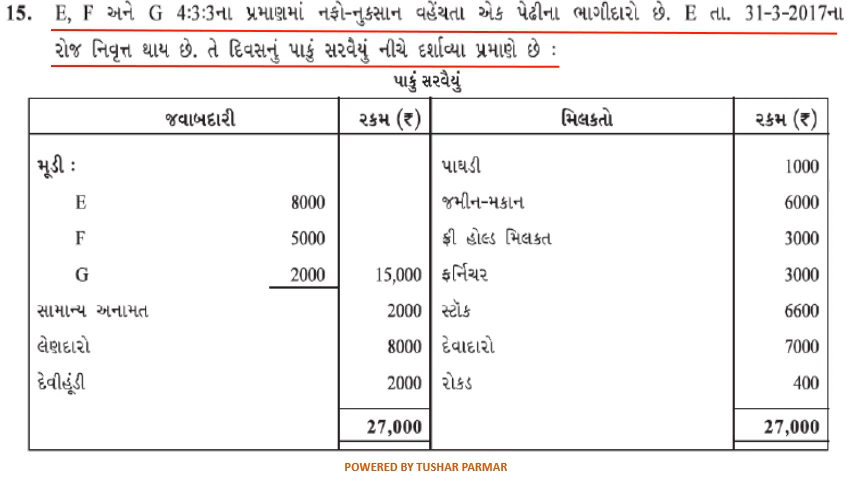 15. E, F અને G 4:3:3ના પ્રમાણમાં નફો-નુકસાન વહેંચતા એક પેઢીના ભાગીદારો છે. E તા. 31-3-2017ના
રોજ નિવૃત્ત થાય છે. તે દિવસનું પાકું સરવૈયું નીચે દર્શાવ્યા પ્રમાણે છે :
પાકું સરવૈયું
જવાબદારી રકમ (₹) મિલકતો રકમ (₹)
મૂડી : પાઘડી 1000
E 8000 જમીન-મકાન 6000
F 5000 ફ્રી હોલ્ડ મિલકત 3000
G 2000 15,000 ફર્નિચર 3000
સામાન્ય અનામત 2000 સ્ટૉક 6600
લેણદારો 8000 દેવાદારો 7000
દેવીહૂંડી 2000 રોકડ 400
27,000 27,000
POWERED BY TUSHAR PARMAR